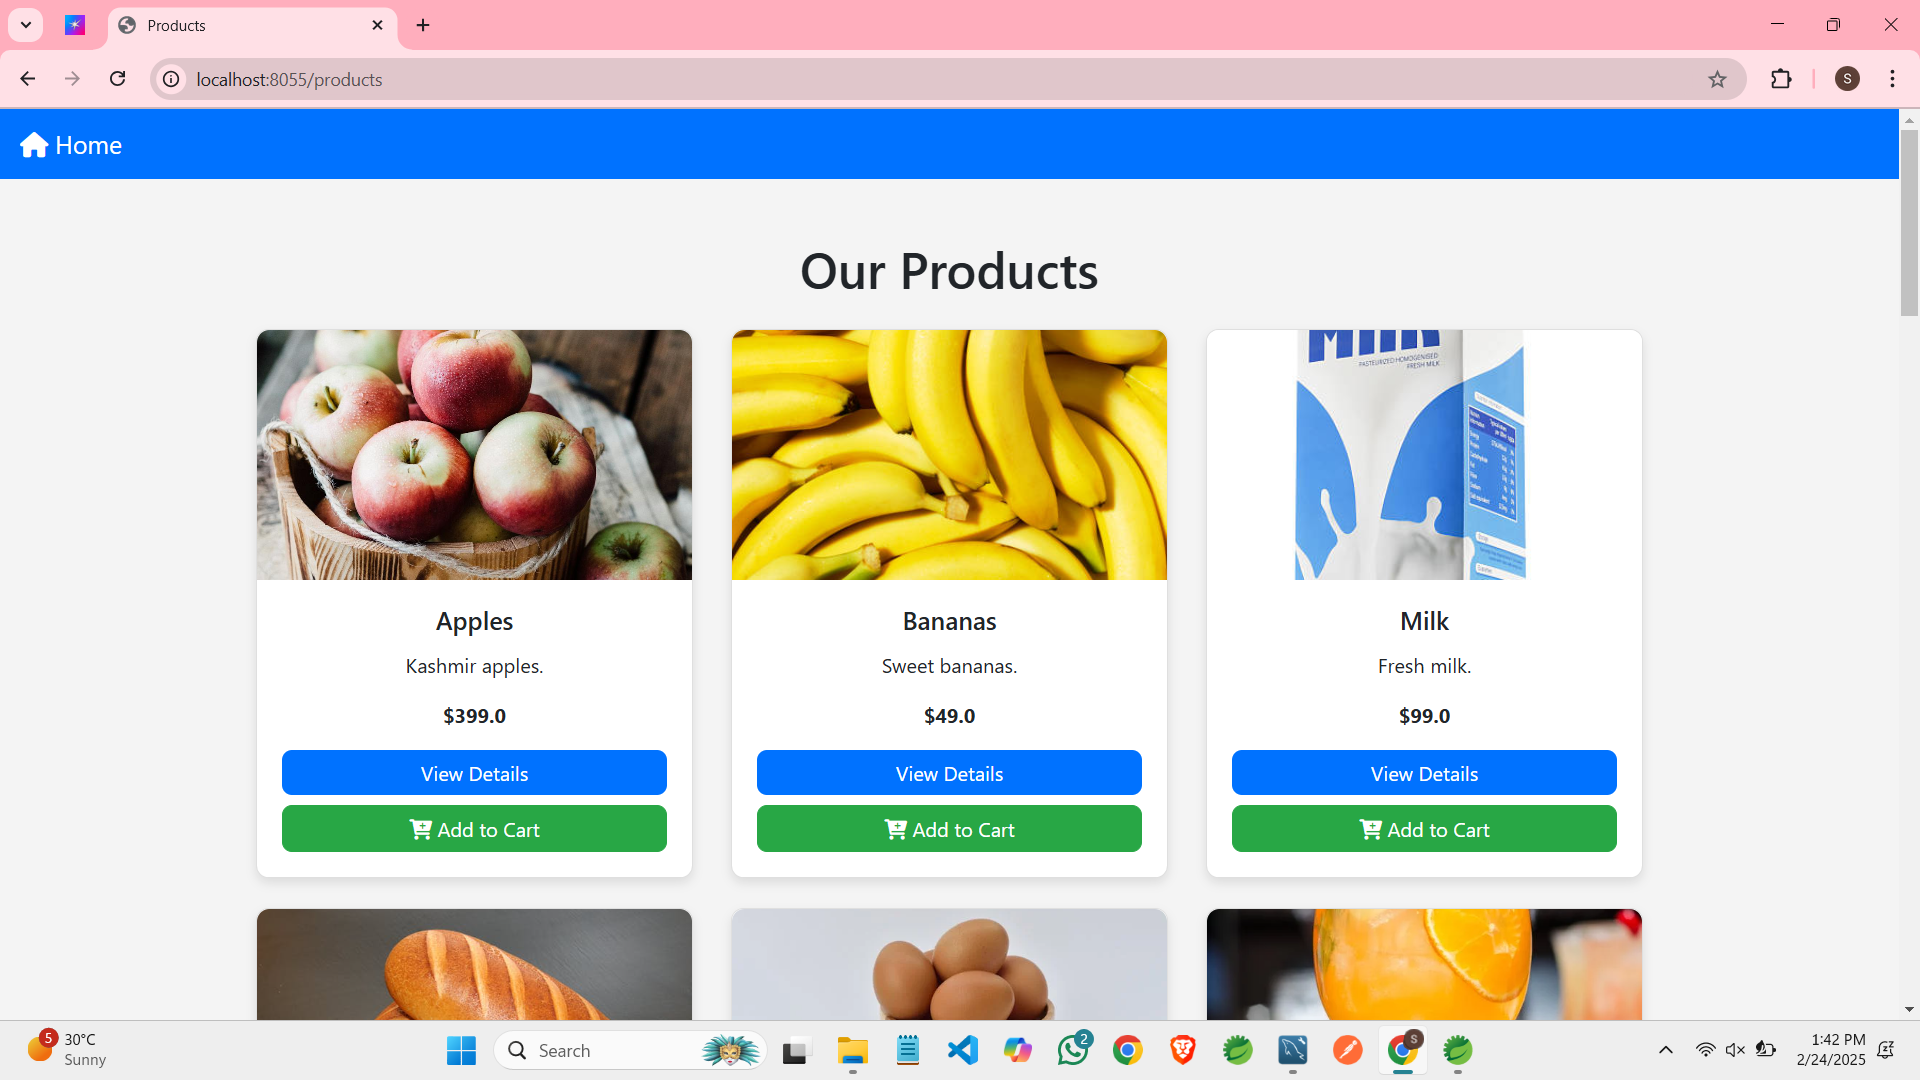 Products
localhost:8055/products
S
Home
Our Products
MILK
PASTEURIZED HOMOGENISED
FRESH MILK
Apples
Bananas
Milk
Kashmir apples.
Sweet bananas.
Fresh milk.
$399.0
$49.0
$99.0
View Details
View Details
View Details
Add to Cart
Add to Cart
Add to Cart
5
30°C
Sunny
Search
2
S
1:42 PM
2/24/2025